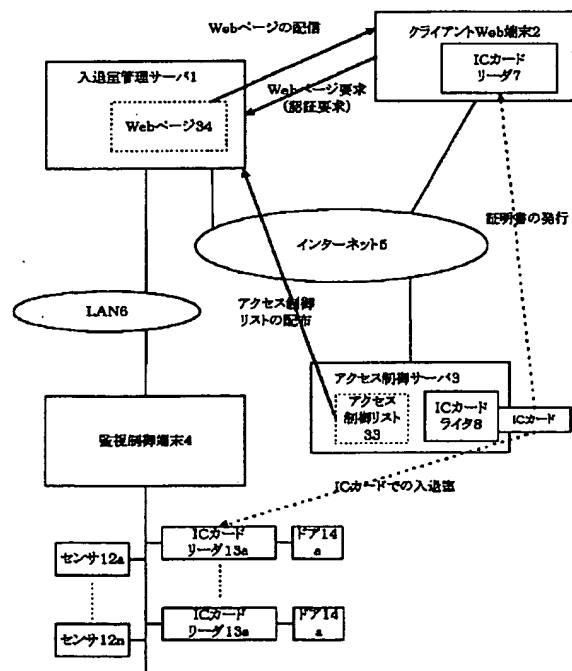 Webページの配信
クライアントWeb端末2
ICカード
リーダ7
入退室管理サーバ1
Webページ34
Webページ要求
(認証要求)
証明書の発行
インターネット5
LAN6
アクセス制御
リストの配布
アクセス制御サーバ3
アクセス
制御リスト
33
ICカード
ライタ8
ICカード
監視制御端末4
ICカードでの入退室
センサ12a
ICカード
リーダ13a
ドア14
a
センサ12n
ICカード
リーダ13a
ドア14
a